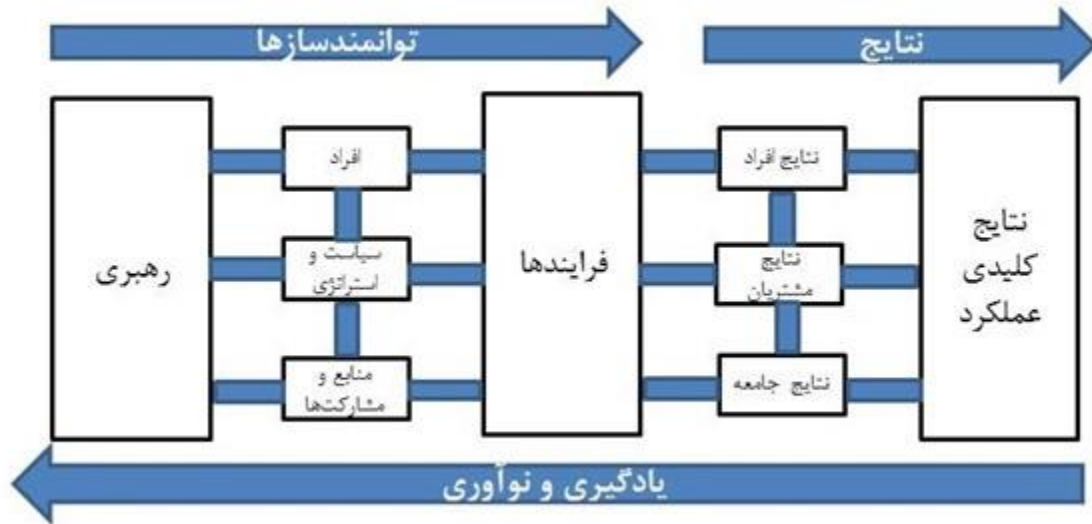 توانمندسازها
نتایج
رهبری
افراد
سیاست و
استراتژی
منابع و
مشارکت‌ها
فرایندها
نتایج افراد
نتایج
مشتریان
نتایج جامعه
نتایج
کلیدی
عملکرد
یادگیری و نوآوری